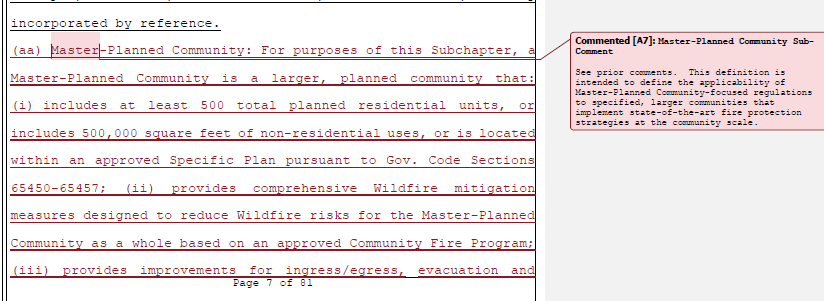 incorporated by reference.
(aa) Master-Planned Community: For purposes of this Subchapter, a
Master-Planned Community is a larger, planned community that:
(i) includes at least 500 total planned residential units, or
includes 500,000 square feet of non-residential uses, or is located
within an approved Specific Plan pursuant to Gov. Code Sections
65450-65457; (ii) provides comprehensive Wildfire mitigation
measures designed to reduce Wildfire risks for the Master-Planned
Community as a whole based on an approved Community Fire Program;
(iii) provides improvements for ingress/egress, evacuation and
Page 7 of 81
Commented [A7]: Master-Planned Community Sub-
Comment
See prior comments. This definition is
intended to define the applicability of
Master-Planned Community-focused regulations
to specified, larger communities that
implement state-of-the-art fire protection
strategies at the community scale.